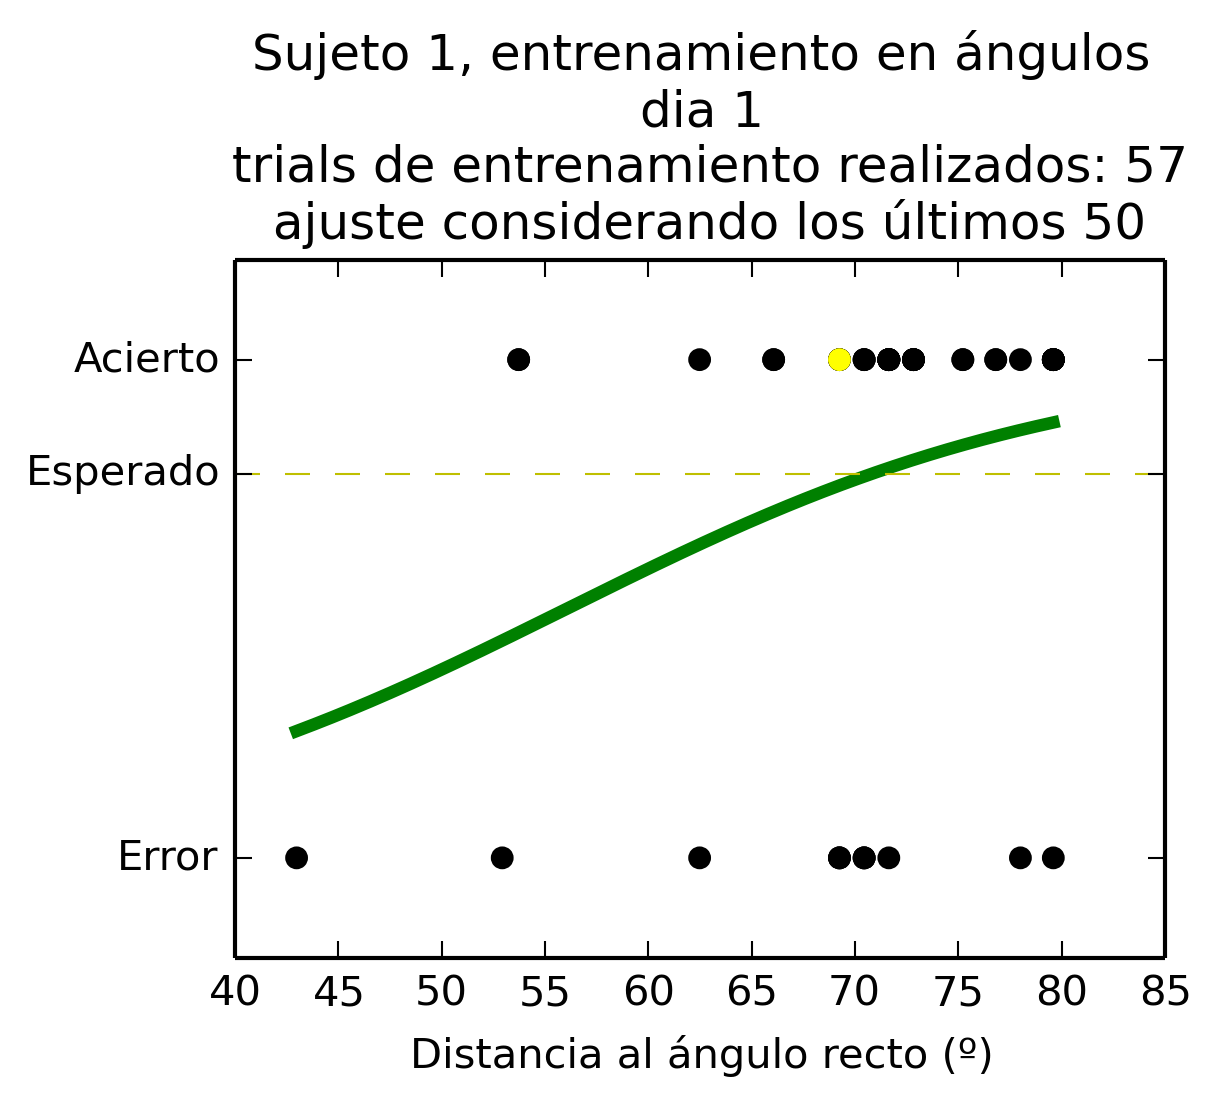 Sujeto 1, entrenamiento en ángulos
dia 1
trials de entrenamiento realizados: 57
ajuste considerando los últimos 50
Acierto
Esperado
Error
40 45 50 55 60 65 70 75 80 85
Distancia al ángulo recto (º)